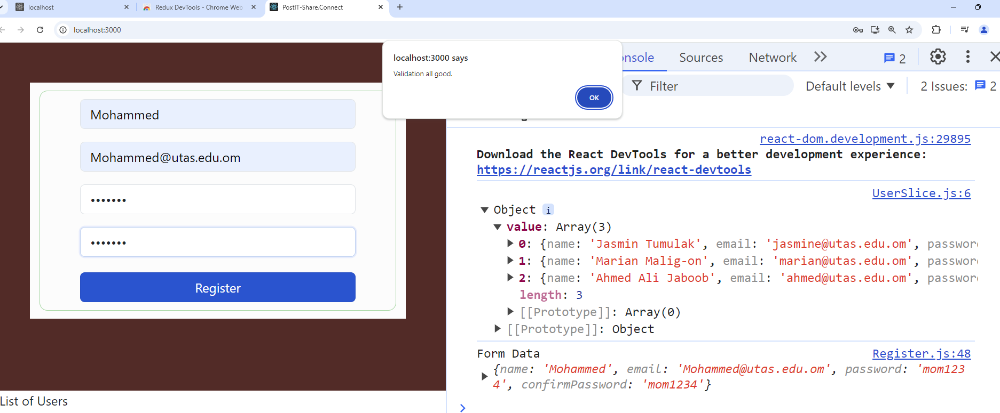 localhost
Redux DevTools - Chrome Web
PostIT-Share.Connect
localhost:3000
localhost:3000 says
Validation all good.
OK
Mohammed
Mohammed@utas.edu.om
•••••••
•••••••
Register
List of Users
onsole
Sources
Network
2
Filter
Default levels
2 Issues:
2
react-dom.development.js:29895
Download the React DevTools for a better development experience:
https://reactjs.org/link/react-devtools
UserSlice.js:6
Object i
value: Array(3)
0: {name: 'Jasmin Tumulak', email: 'jasmine@utas.edu.om', password
1: {name: 'Marian Malig-on', email: 'marian@utas.edu.om', password
2: {name: 'Ahmed Ali Jaboob', email: 'ahmed@utas.edu.om', password
length: 3
[[Prototype]]: Array(0)
[[Prototype]]: Object
Form Data
Register.js:48
{name: 'Mohammed', email: 'Mohammed@utas.edu.om', password: 'mom123
4', confirmPassword: 'mom1234'}